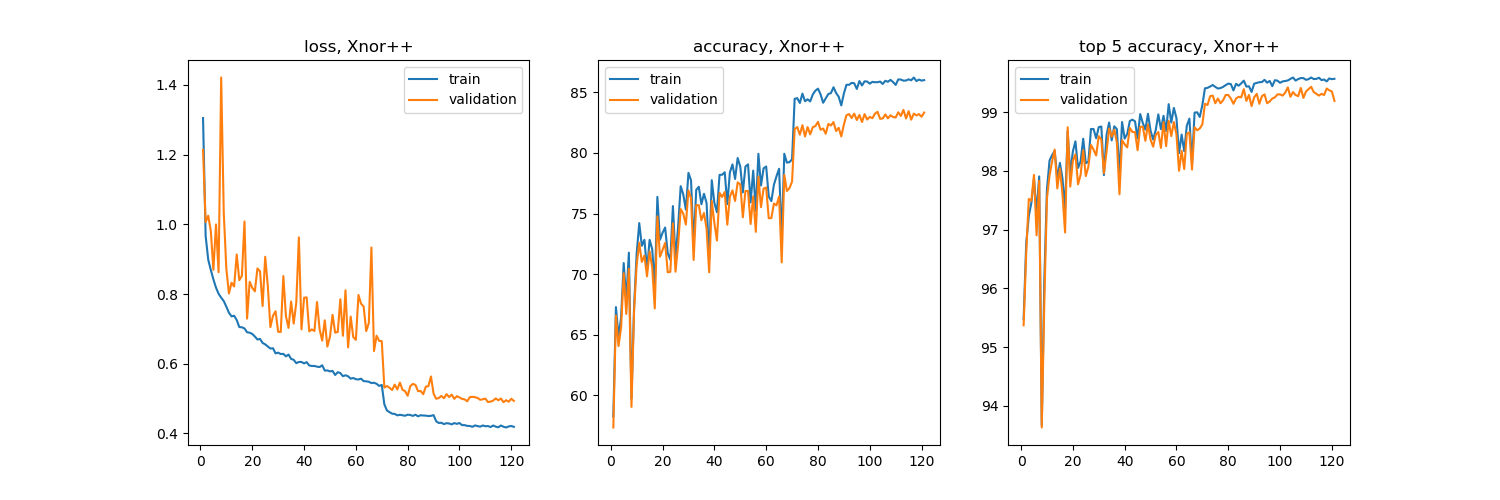 loss, Xnor++
train
validation
1.4
1.2
1.0
0.8
0.6
0.4
0 20 40 60 80 100 120
accuracy, Xnor++
train
validation
85
80
75
70
65
60
0 20 40 60 80 100 120
top 5 accuracy, Xnor++
train
validation
99
98
97
96
95
94
0 20 40 60 80 100 120